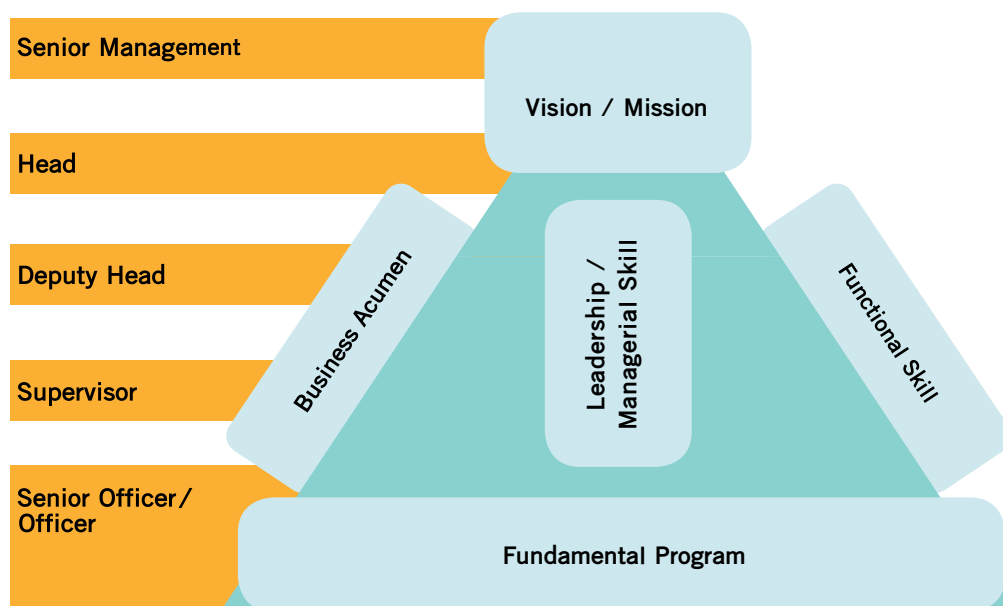 Senior Management
Vision / Mission
Head
Deputy Head
Supervisor
Senior Officer/
Officer
Business Acumen
Leadership /
Managerial Skill
Functional Skill
Fundamental Program